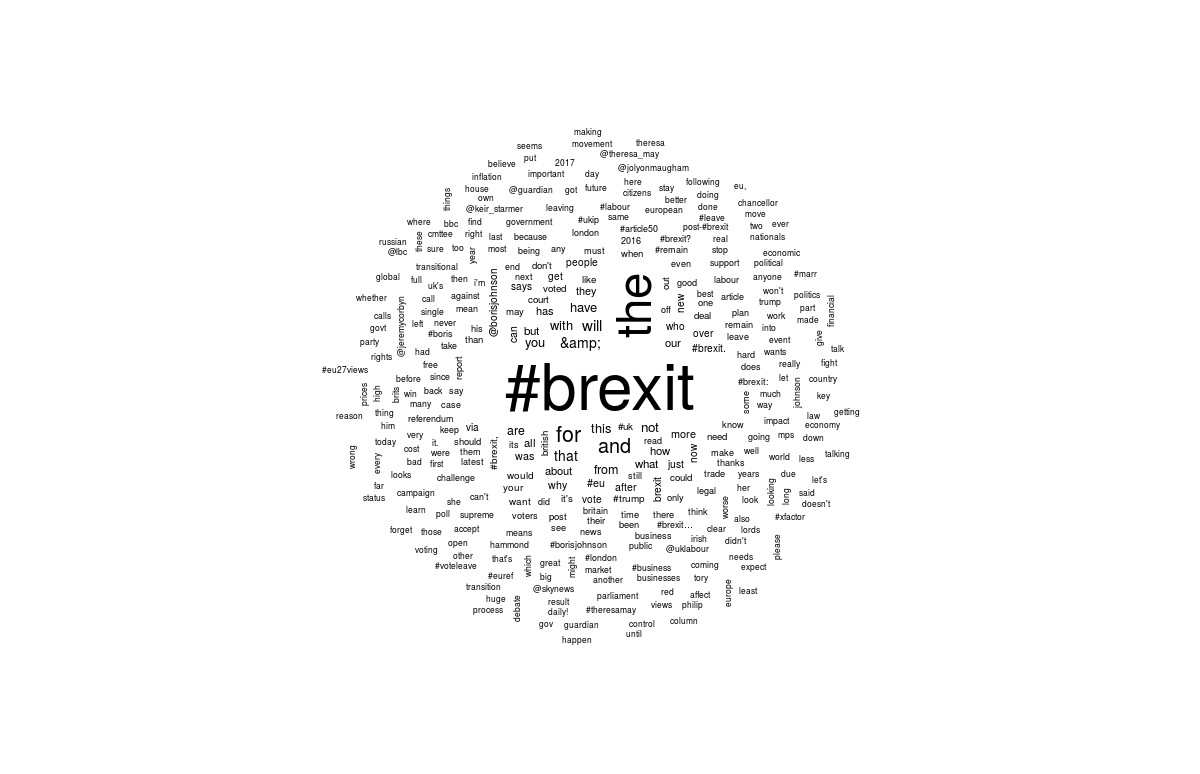 making
seems movement theresa
put @theresa_may
believe 2017 @jolyonmaugham
inflation important day
here following
house @guardian got future stay eu,
things own citizens doing
better
@keir_starmer leaving #labour european done chancellor
same #leave move
where bbc find government #ukip post-#brexit two ever
#article50
these cmttee right last because london 2016 #brexit? real nationals
russian
@lbc sure too year most being any must when #remain stop economic
transitional end don't people even support political
global full then i'm @borisjohnson next get like out good labour anyone #marr
uk's says voted they won't
whether call against court best article trump politics
single mean may has have the new one part financial
calls @jeremycorbyn left never his can but with will off deal plan work made
govt #boris than who remain into
party take you &amp; our over leave event give
rights had #brexit. hard wants talk
#eu27views free report does really fight
before since #brexit #brexit: let country
prices high brits win back say some much johnson key
many case way
reason thing referendum law getting
him keep via are for this #uk not know impact economy
today very it. should #brexit, its all british and read more need going mps down
wrong every cost were them was that how now make well
bad first latest from what just thanks world less talking
looks challenge would about still trade years due
far your why #eu after brexit could legal her looking long let's
status campaign she can't want did it's vote #trump only worse look said
doesn't
learn poll supreme voters post britain time there think also #xfactor
their
forget those accept means see news been #brexit... clear lords
open business irish
voting hammond #borisjohnson public @uklabour didn't please
other that's which great might #london needs
#voteleave market #business coming expect
#euref big another businesses tory
transition @skynews europe least
huge debate result parliament red affect
process daily! #theresamay views philip
gov guardian control column
happen until